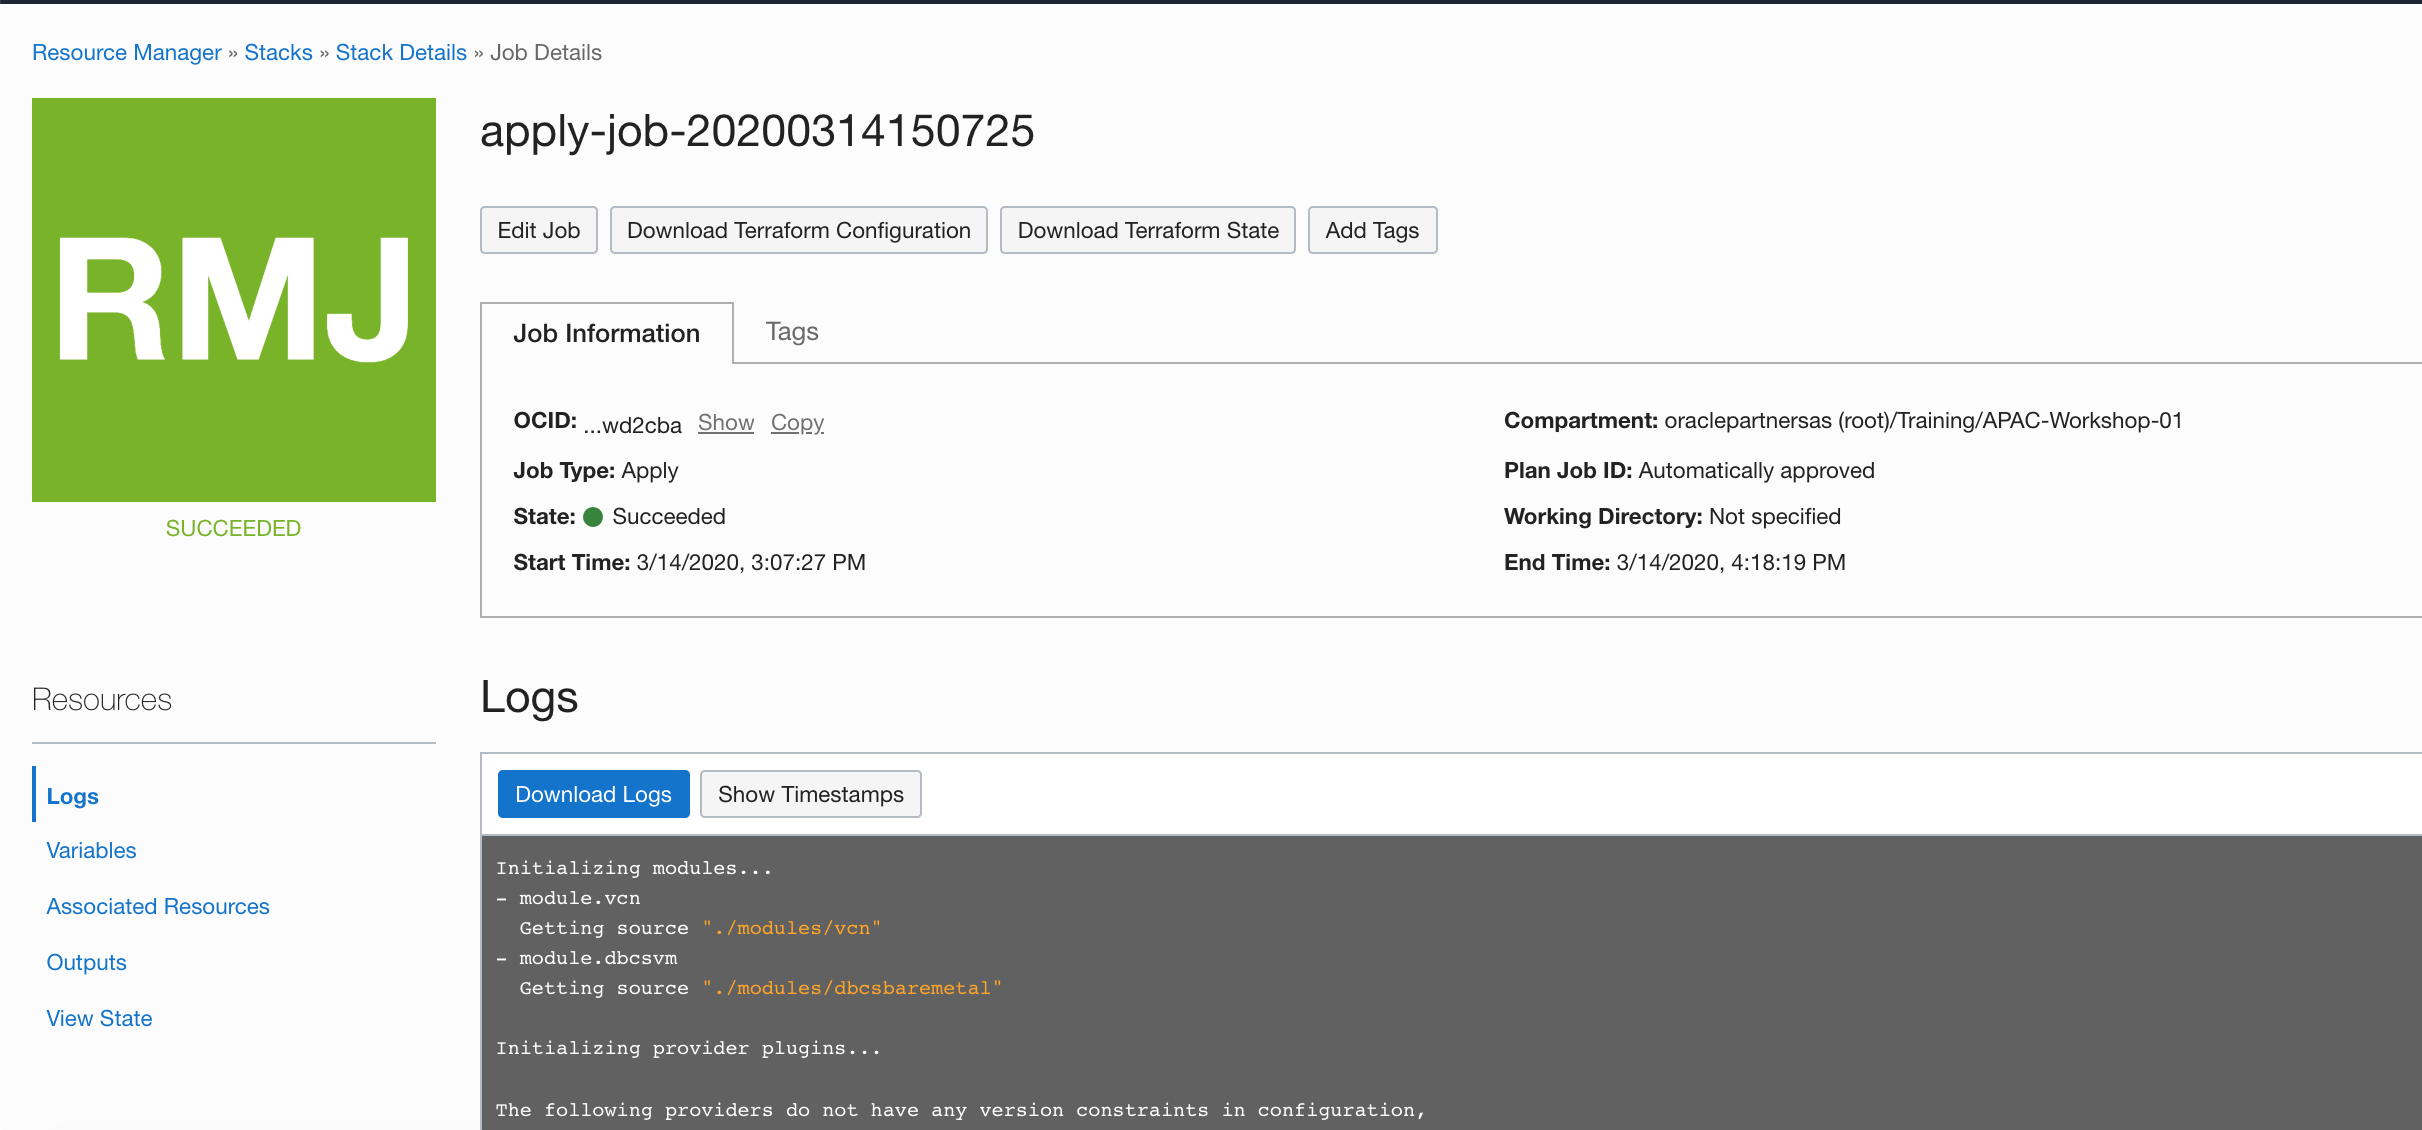 Resource Manager » Stacks » Stack Details » Job Details
RMJ
SUCCEEDED
apply-job-20200314150725
Edit Job
Download Terraform Configuration
Download Terraform State
Add Tags
Job Information
Tags
OCID: ...wd2cba Show Copy
Job Type: Apply
State: Succeeded
Start Time: 3/14/2020, 3:07:27 PM
Compartment: oraclepartnersas (root)/Training/APAC-Workshop-01
Plan Job ID: Automatically approved
Working Directory: Not specified
End Time: 3/14/2020, 4:18:19 PM
Resources
Logs
Variables
Associated Resources
Outputs
View State
Logs
Download Logs
Show Timestamps
Initializing modules...
- module.vcn
Getting source "./modules/vcn"
- module.dbcsvm
Getting source "./modules/dbcsbaremetal"
Initializing provider plugins...
The following providers do not have any version constraints in configuration,